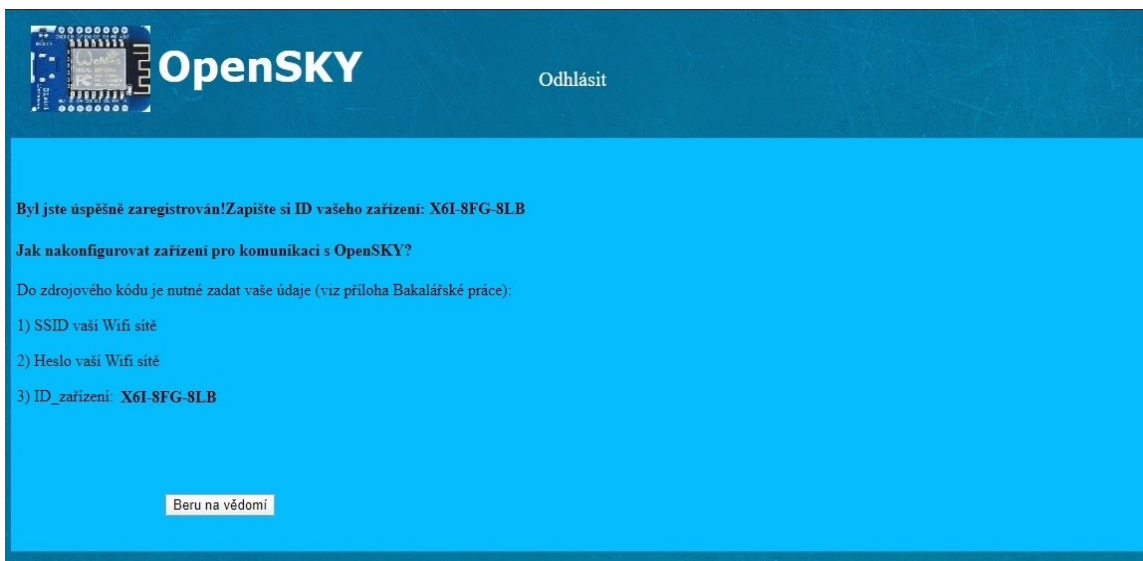 WeMos
OpenSKY
Odhlásit
Byl jste úspěšně zaregistrován!Zapište si ID vašeho zařízení: X6I-8FG-8LB
Jak nakonfigurovat zařízení pro komunikaci s OpenSKY?
Do zdrojového kódu je nutné zadat vaše údaje (viz příloha Bakalářské práce):
1) SSID vaší Wifi sítě
2) Heslo vaší Wifi sítě
3) ID_zařízení: X6I-8FG-8LB
Beru na vědomí